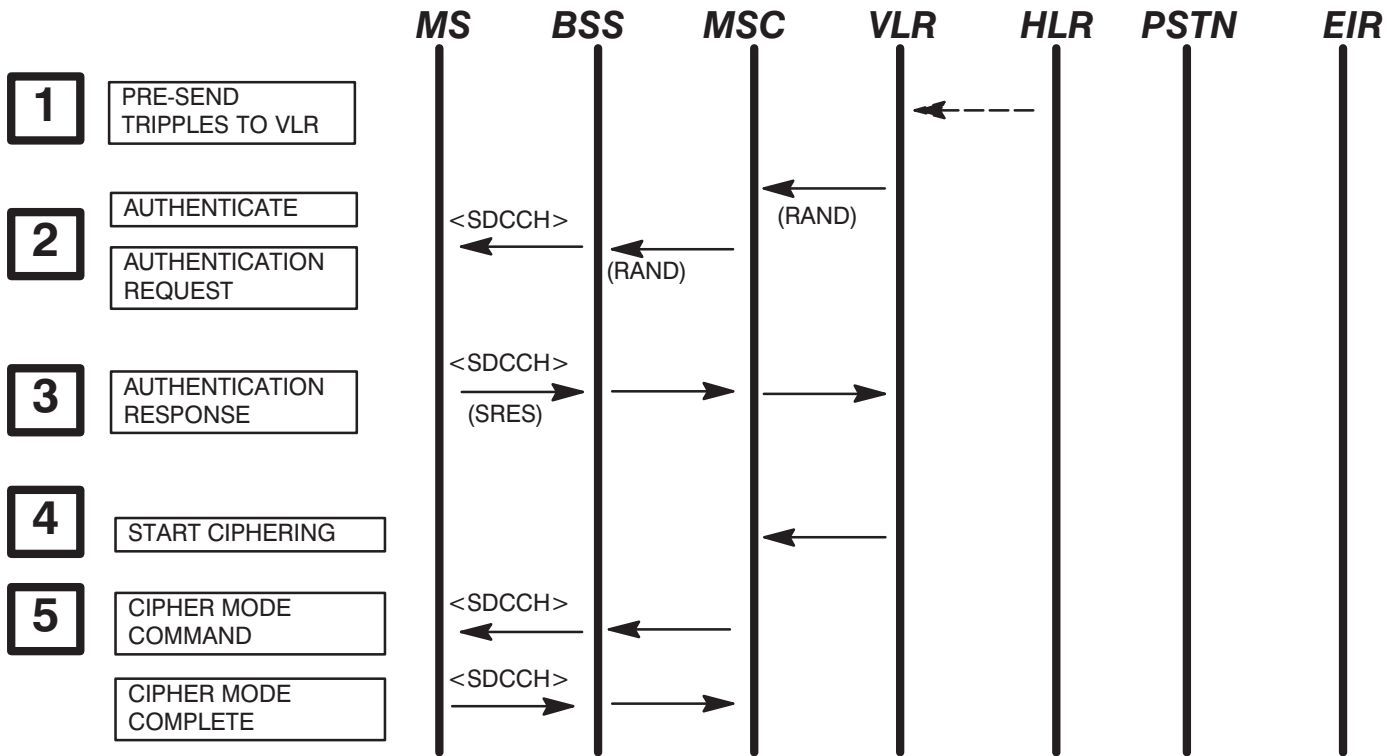 MS BSS MSC VLR HLR PSTN EIR
1
PRE-SEND
TRIPPLES TO VLR
2
AUTHENTICATE
<SDCCH>
(RAND)
AUTHENTICATION
REQUEST
(RAND)
3
AUTHENTICATION
RESPONSE
<SDCCH>
(SRES)
4
START CIPHERING
5
CIPHER MODE
COMMAND
<SDCCH>
CIPHER MODE
COMPLETE
<SDCCH>